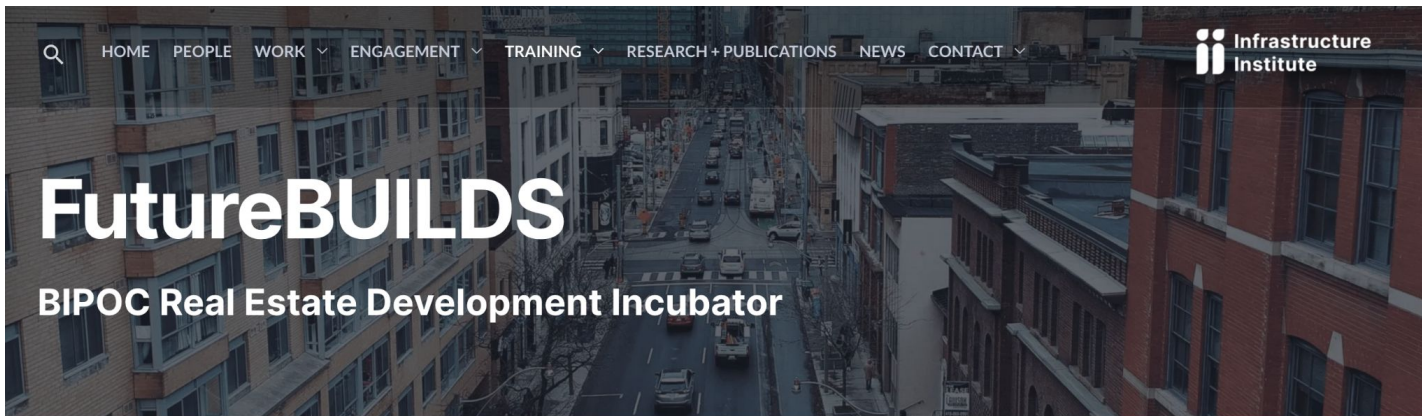 HOME PEOPLE WORK ENGAGEMENT TRAINING RESEARCH + PUBLICATIONS NEWS CONTACT
Infrastructure
Institute
FutureBUILDS
BIPOC Real Estate Development Incubator